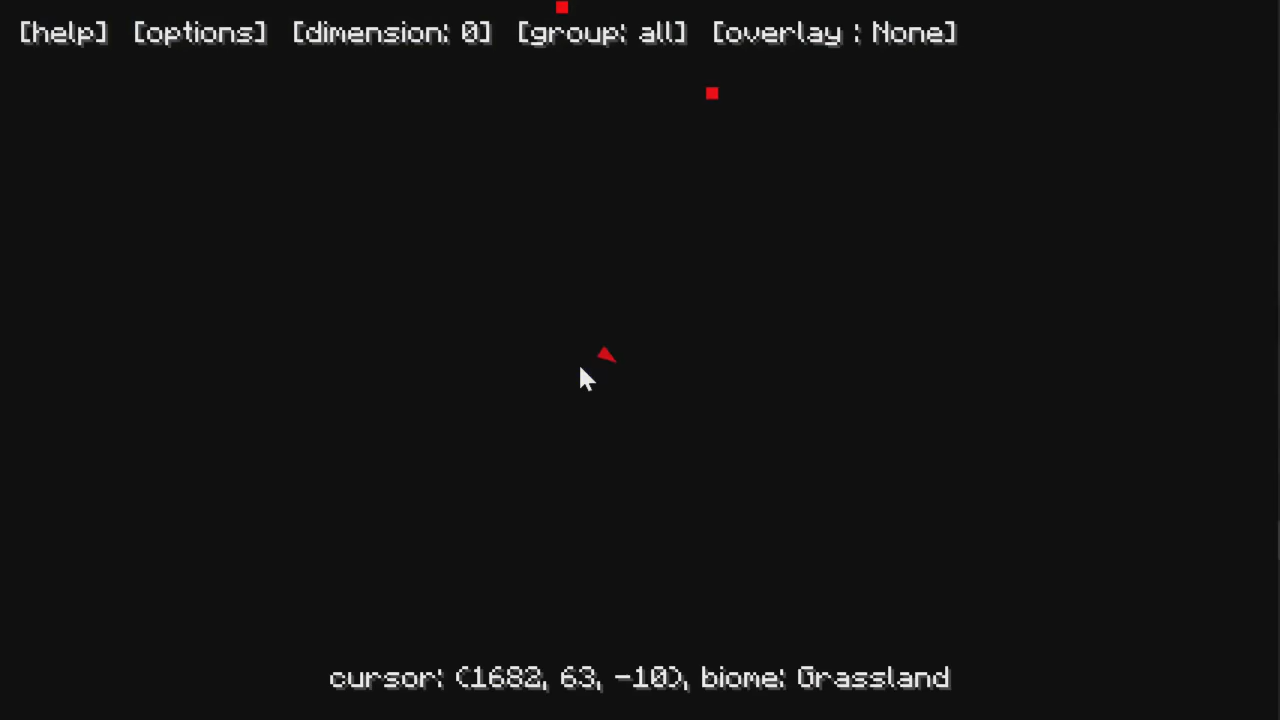 [help] [options] [dimension: 0] [group: all] [overlay : None]
cursor: (1682, 63, -10), biome: Grassland